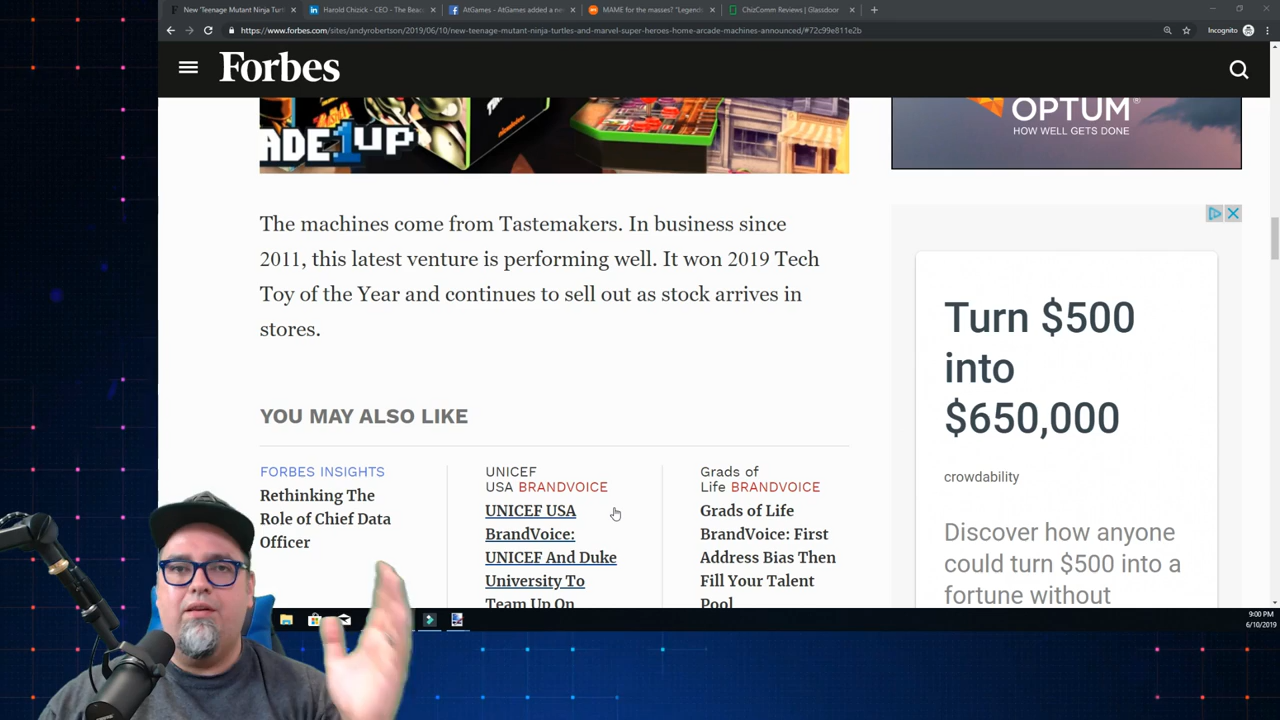 New 'Teenage Mutant Ninja Turt
Harold Chizick - CEO - The Beac
AtGames - AtGames added a ne
MAME for the masses? "Legend
ChizComm Reviews | Glassdoor
https://www.forbes.com/sites/andyrobertson/2019/06/10/new-teenage-mutant-ninja-turtles-and-marvel-super-heroes-home-arcade-machines-announced/#72c99e811e2b
Incognito
Forbes
ADE1UP
OPTUM®
HOW WELL GETS DONE
The machines come from Tastemakers. In business since
2011, this latest venture is performing well. It won 2019 Tech
Toy of the Year and continues to sell out as stock arrives in
stores.
YOU MAY ALSO LIKE
FORBES INSIGHTS
Rethinking The
Role of Chief Data
Officer
UNICEF
USA BRANDVOICE
UNICEF USA
BrandVoice:
UNICEF And Duke
University To
Team Up On
Grads of
Life BRANDVOICE
Grads of Life
BrandVoice: First
Address Bias Then
Fill Your Talent
Pool
Turn $500
into
$650,000
crowdability
Discover how anyone
could turn $500 into a
fortune without
9:00 PM
6/10/2019